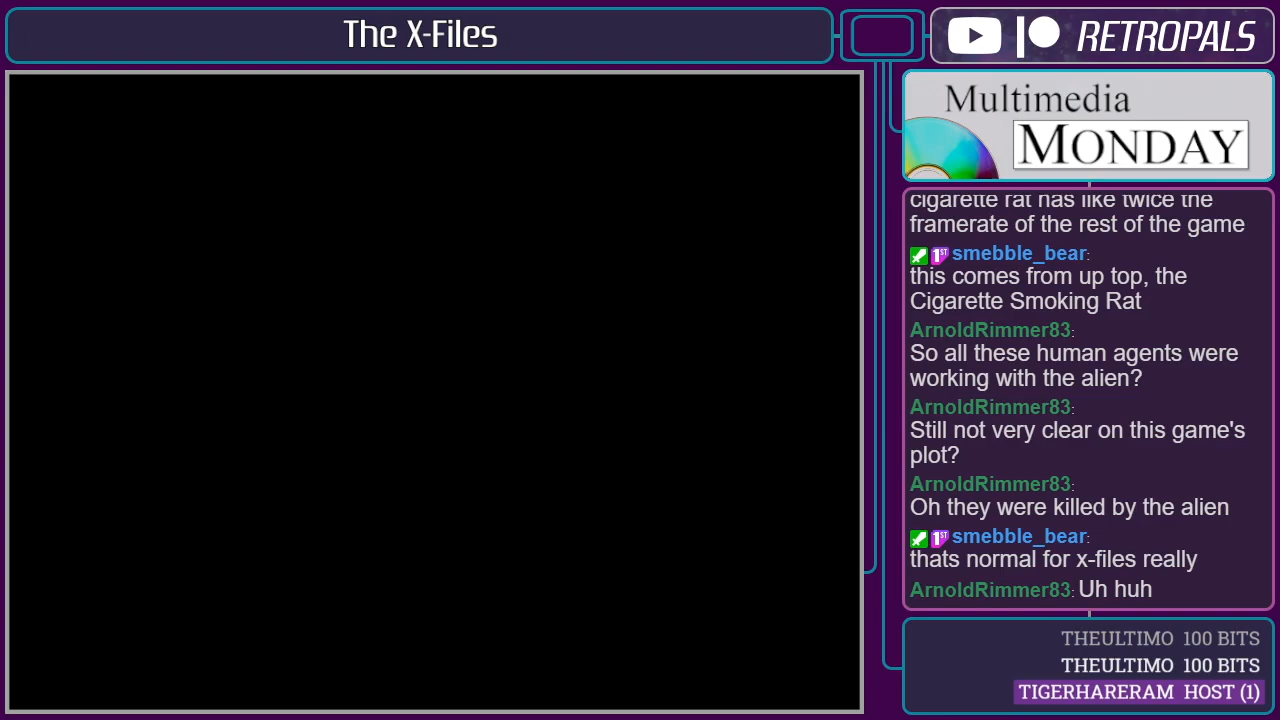 The X-Files
RETROPALS
Multimedia
MONDAY
cigarette rat has like twice the
framerate of the rest of the game
1ST smebble_bear:
this comes from up top, the
Cigarette Smoking Rat
ArnoldRimmer83:
So all these human agents were
working with the alien?
ArnoldRimmer83:
Still not very clear on this game's
plot?
ArnoldRimmer83:
Oh they were killed by the alien
1ST smebble_bear:
thats normal for x-files really
ArnoldRimmer83: Uh huh
THEULTIMO 100 BITS
THEULTIMO 100 BITS
TIGERHARERAM HOST (1)